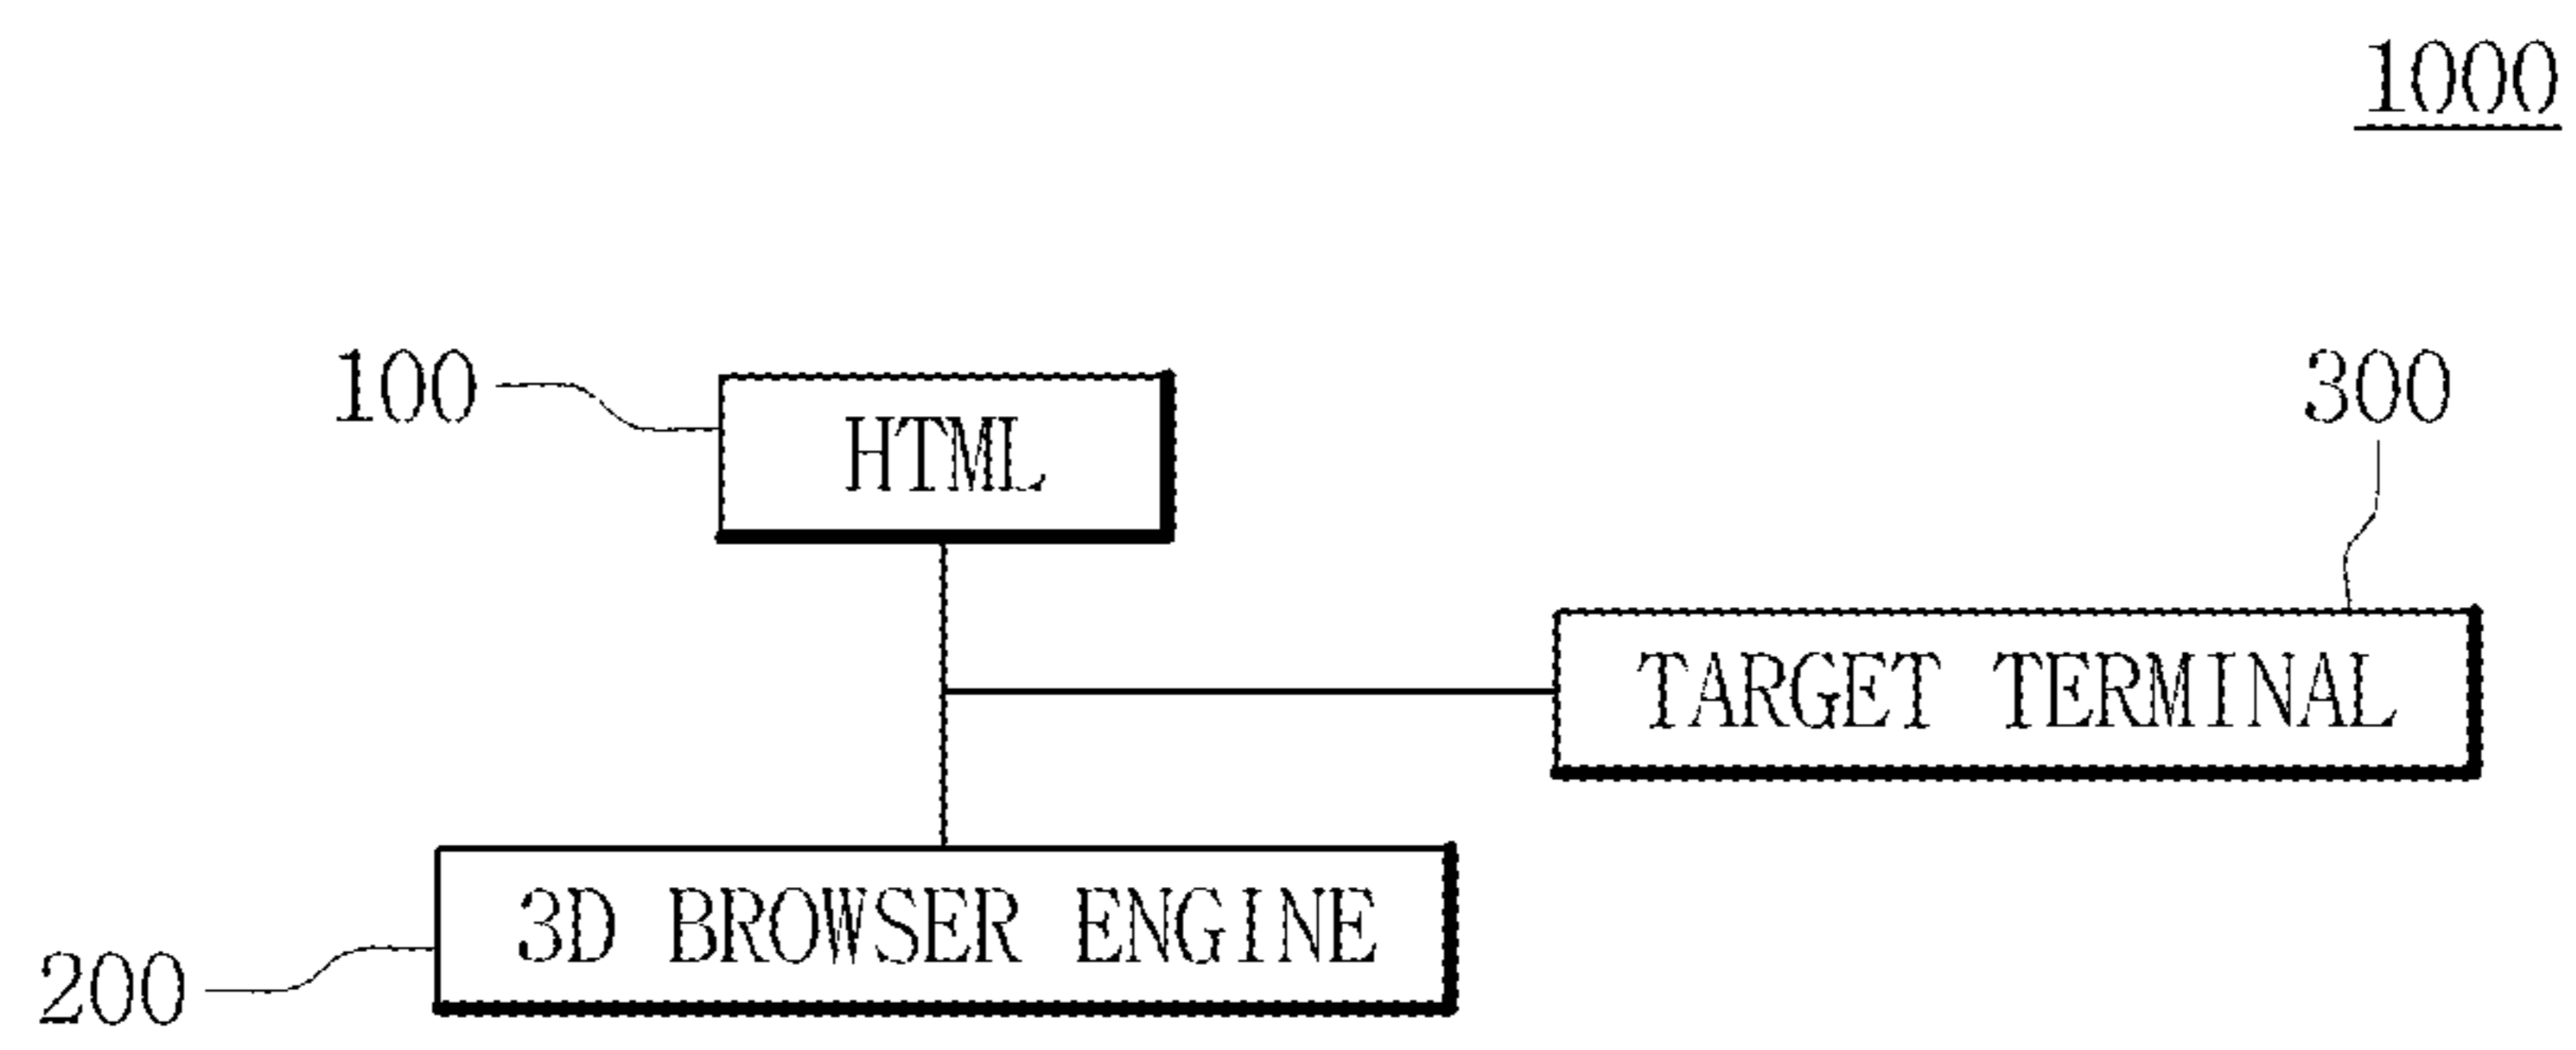 1000
100
HTML
300
TARGET TERMINAL
3D BROWSER ENGINE
200